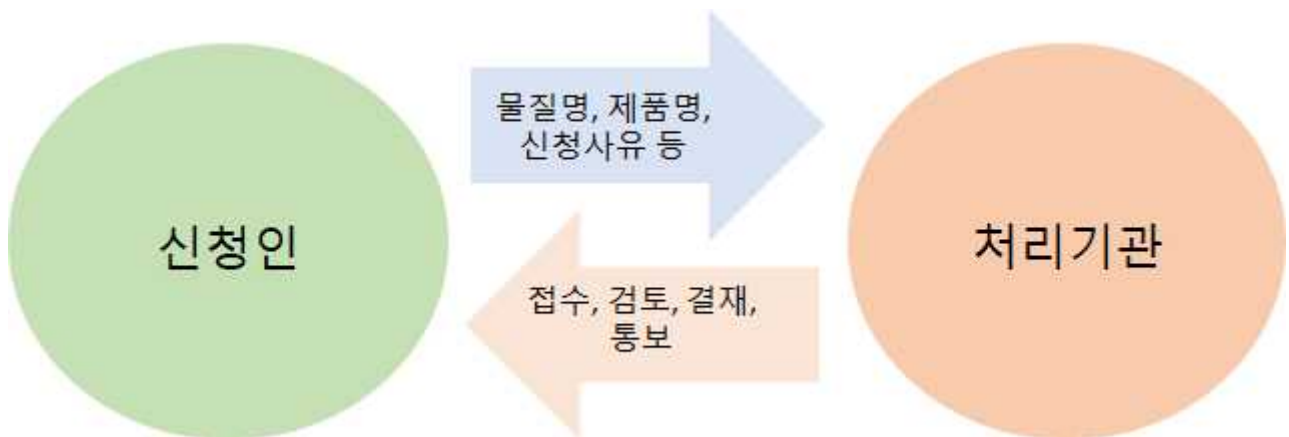 신청인
물질명, 제품명,
신청사유 등
접수, 검토, 결재,
통보
처리기관